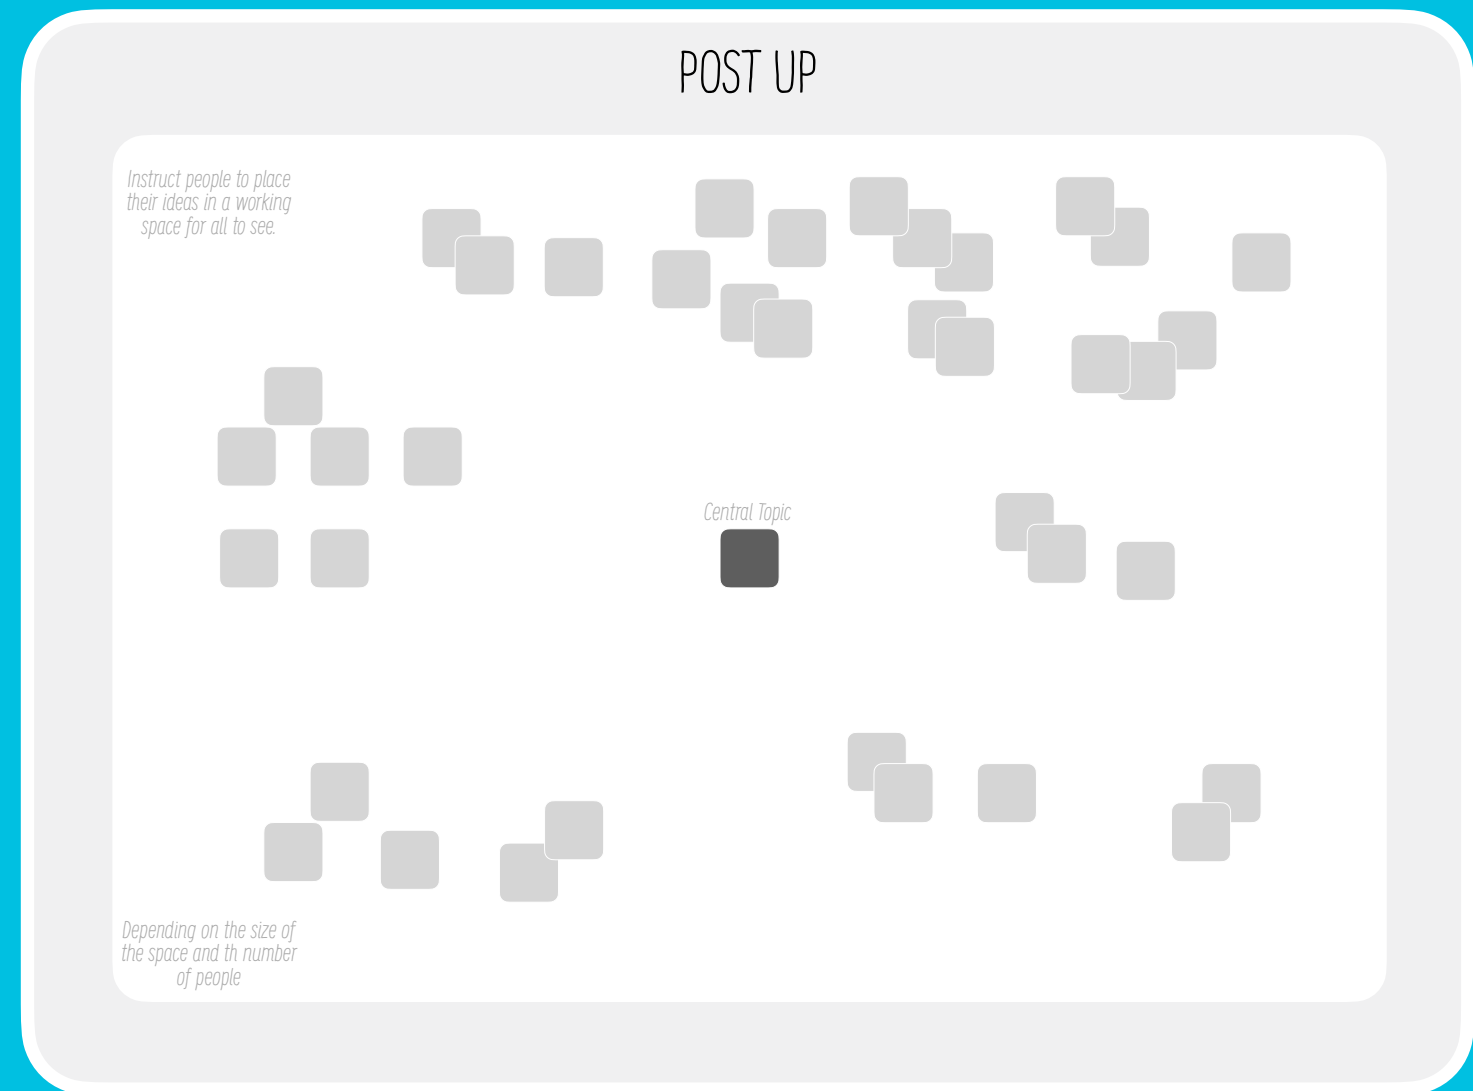 POST UP
Instruct people to place
their ideas in a working
space for all to see.
Central Topic
Depending on the size of
the space and th number
of people